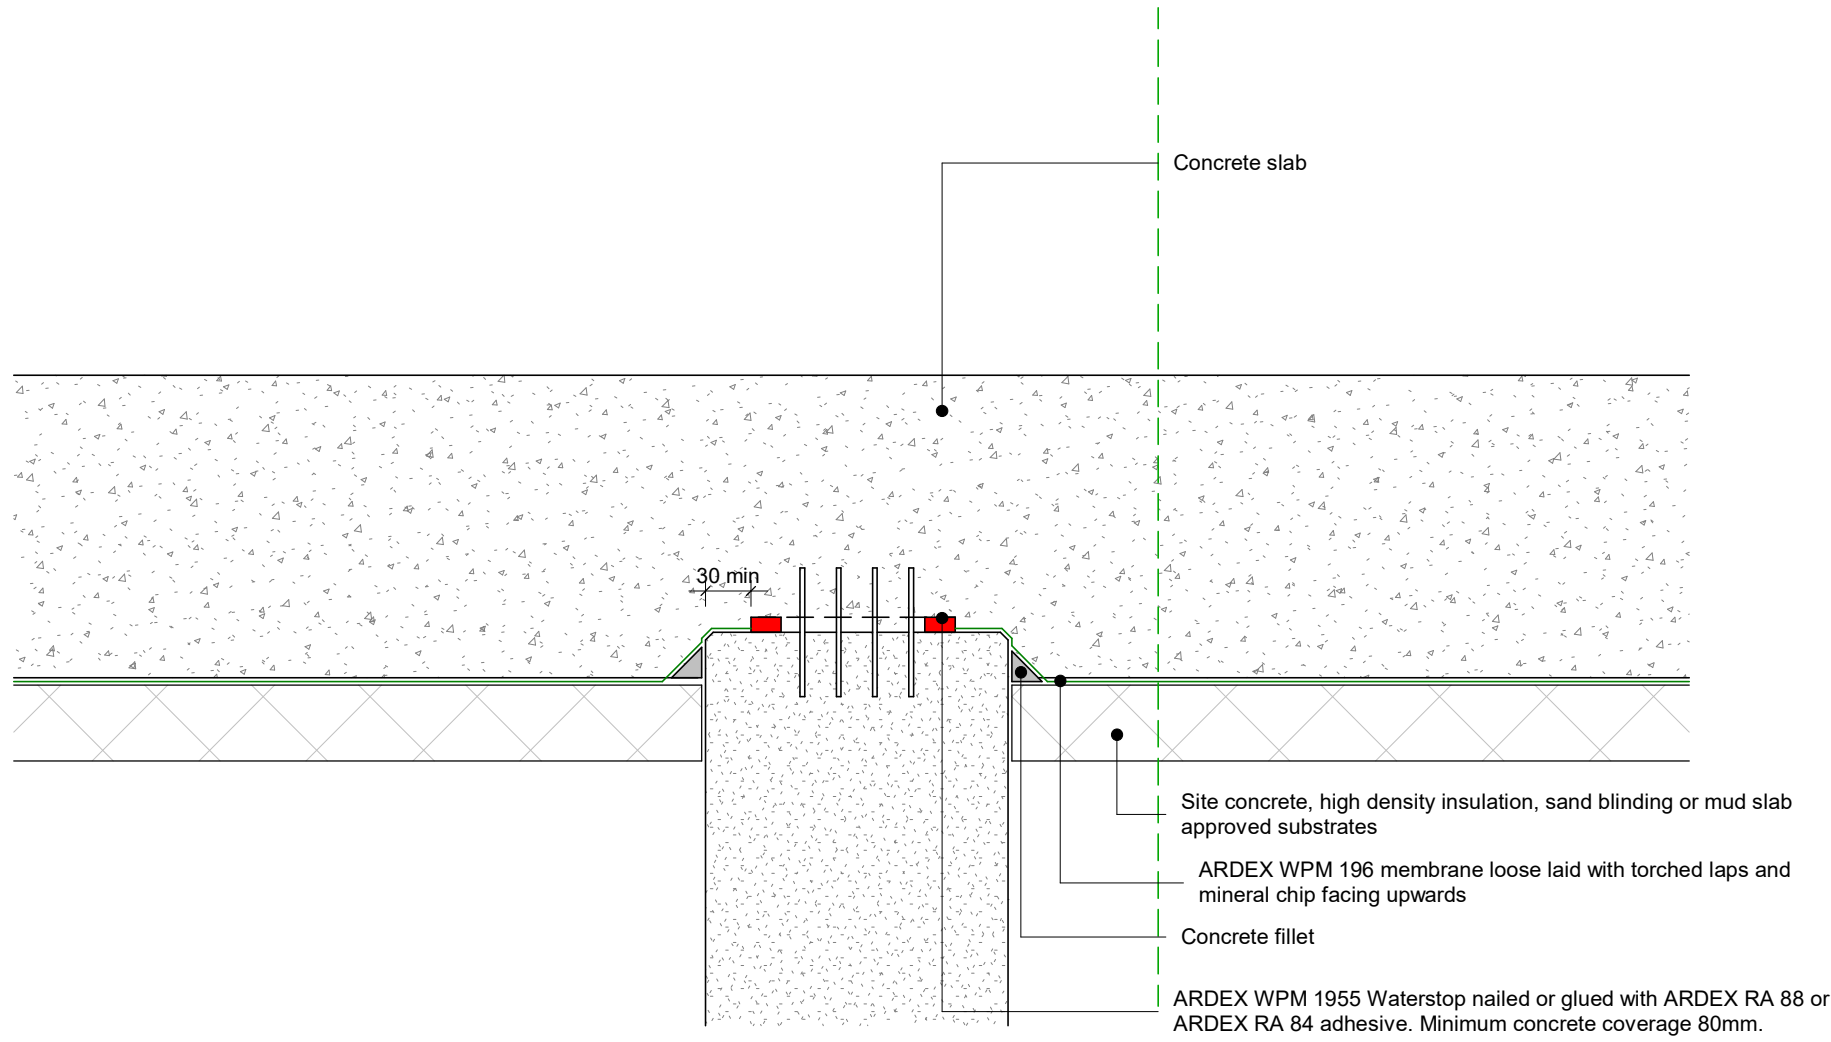 Concrete slab
30 min
Site concrete, high density insulation, sand blinding or mud slab
approved substrates
ARDEX WPM 196 membrane loose laid with torched laps and
mineral chip facing upwards
Concrete fillet
ARDEX WPM 1955 Waterstop nailed or glued with ARDEX RA 88 or
ARDEX RA 84 adhesive. Minimum concrete coverage 80mm.